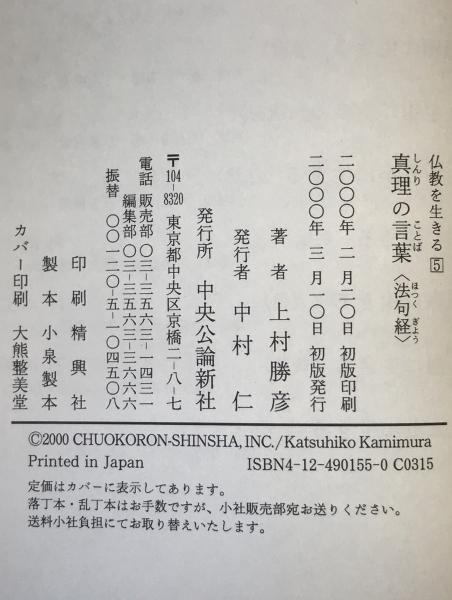 仏教を生きる 5
真理の言葉〈法句経〉
しんり ことば ほつくぎよう
二〇〇〇年 二月二〇日 初版印刷
二〇〇〇年 三月一〇日 初版発行
著者 上村勝彦
発行者 中村 仁
発行所 中央公論新社
〒104-8320 東京都中央区京橋二-八-七
電話 販売部 〇三-三五六三-一四三一
編集部 〇三-三五六三-三六六六
振替 〇〇一二〇-五-一〇四五〇八
印刷 精興社
製本 小泉製本
カバー印刷 大熊整美堂
©2000 CHUOKORON-SHINSHA, INC./Katsuhiko Kamimura
Printed in Japan ISBN4-12-490155-0 C0315
定価はカバーに表示してあります。
落丁本・乱丁本はお手数ですが、小社販売部宛お送りください。
送料小社負担にてお取り替えいたします。